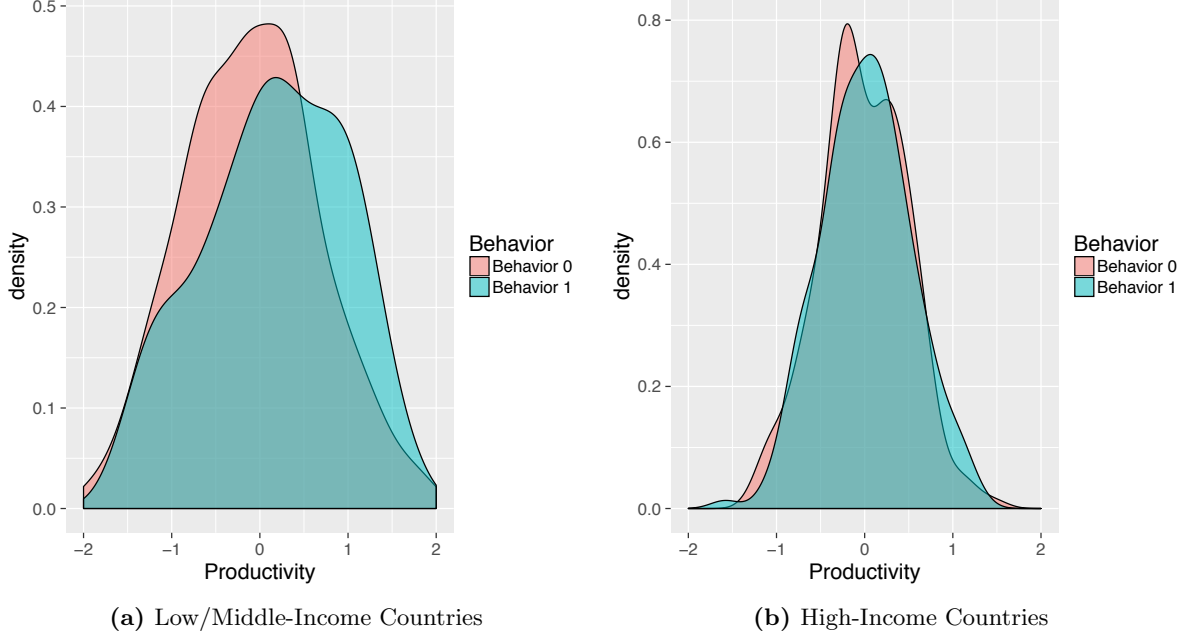 0.5
0.4
0.3
0.2
0.1
0.0
density
−2 −1 0 1 2
Productivity
Behavior
Behavior 0
Behavior 1
(a) Low/Middle-Income Countries
0.8
0.6
0.4
0.2
0.0
density
−2 −1 0 1 2
Productivity
Behavior
Behavior 0
Behavior 1
(b) High-Income Countries